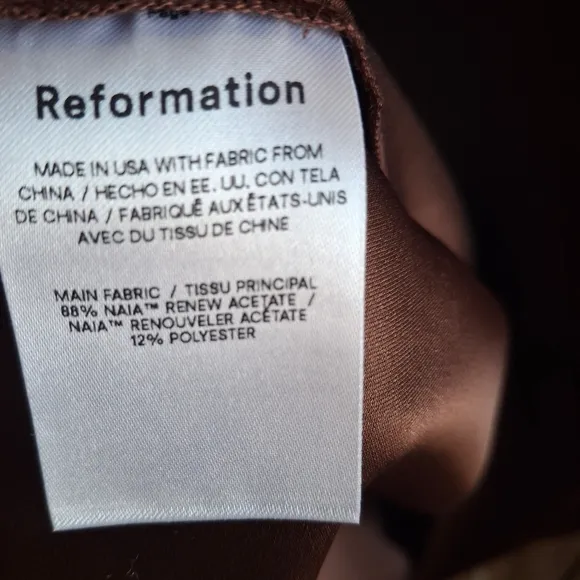 Reformation
MADE IN USA WITH FABRIC FROM
CHINA / HECHO EN EE. UU. CON TELA
DE CHINA / FABRIQUÉ AUX ÉTATS-UNIS
AVEC DU TISSU DE CHINE
MAIN FABRIC / TISSU PRINCIPAL
88% NAIA™ RENEW ACETATE /
NAIA™ RENOUVELER ACÉTATE
12% POLYESTER